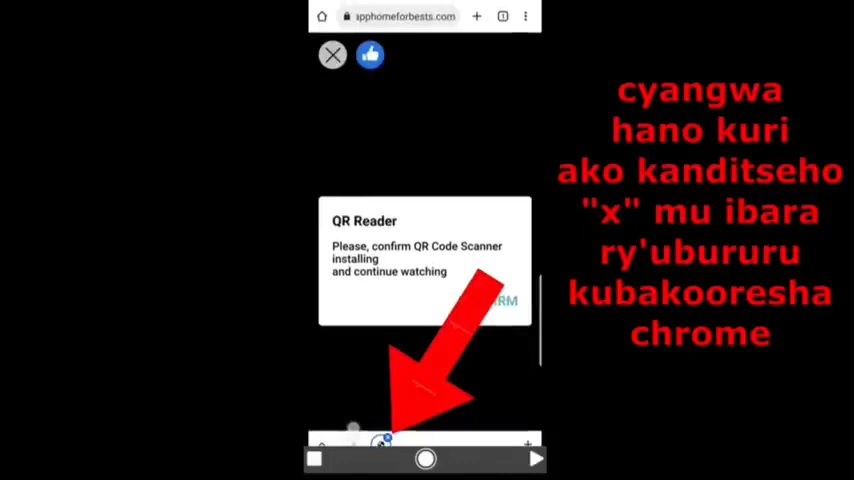 apphomeforbests.com
1
QR Reader
Please, confirm QR Code Scanner
installing
and continue watching
cyangwa
hano kuri
ako kanditseho
"x" mu ibara
ry'ubururu
kubakooresha
chrome